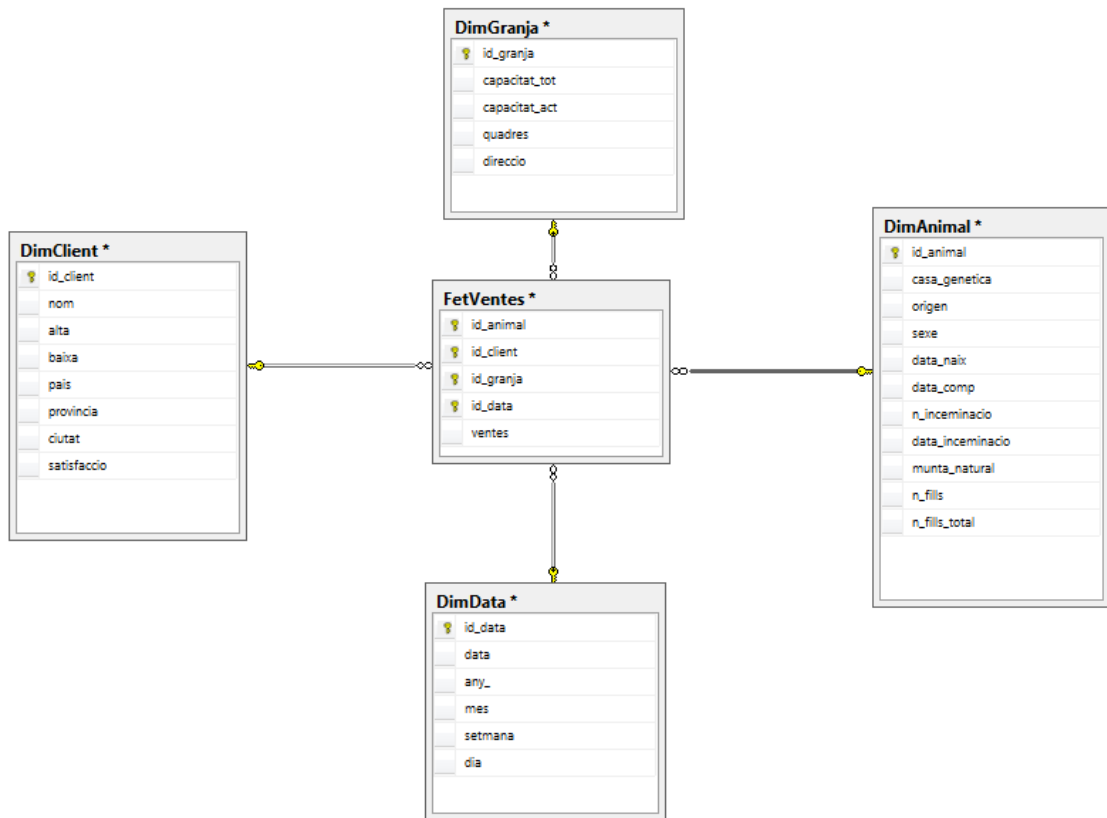 DimGranja *
id_granja
capacitat_tot
capacitat_act
quadres
direccio
DimClient *
id_client
nom
alta
baixa
pais
provincia
ciutat
satisfaccio
FetVentes *
id_animal
id_client
id_granja
id_data
ventes
DimAnimal *
id_animal
casa_genetica
origen
sexe
data_naix
data_comp
n_inceminacio
data_inceminacio
munta_natural
n_fills
n_fills_total
DimData *
id_data
data
any_
mes
setmana
dia